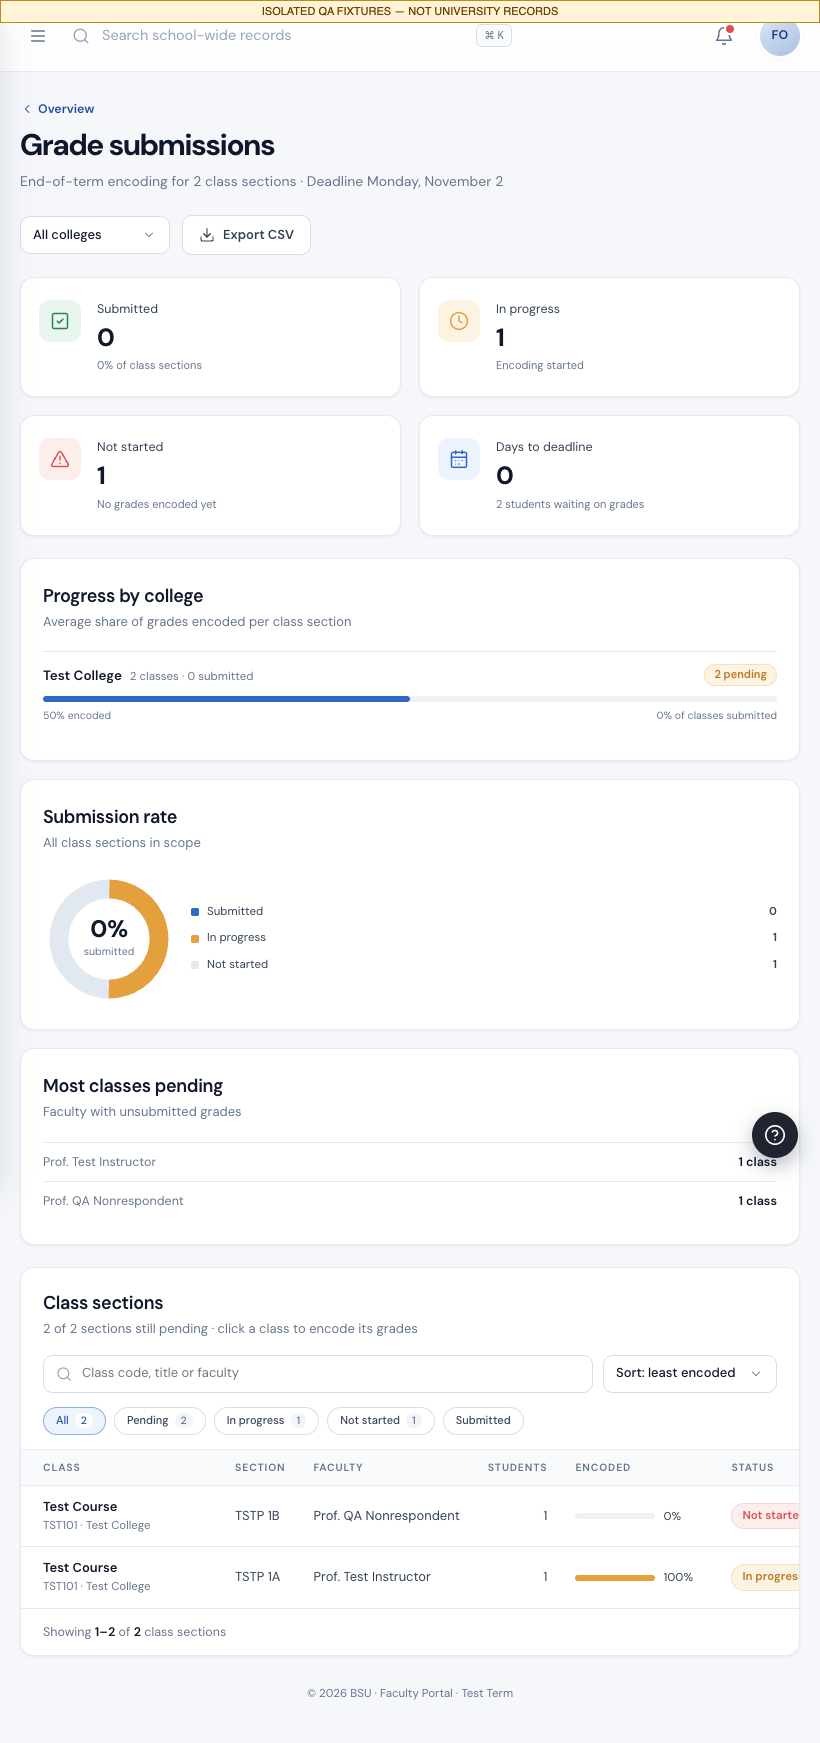 ISOLATED QA FIXTURES — NOT UNIVERSITY RECORDS
Search school-wide records
⌘ K
FO
Overview
Grade submissions
End-of-term encoding for 2 class sections · Deadline Monday, November 2
All colleges
Export CSV
Submitted
0
0% of class sections
In progress
1
Encoding started
Not started
1
No grades encoded yet
Days to deadline
0
2 students waiting on grades
Progress by college
Average share of grades encoded per class section
Test College 2 classes · 0 submitted
2 pending
50% encoded
0% of classes submitted
Submission rate
All class sections in scope
0%
submitted
Submitted 0
In progress 1
Not started 1
Most classes pending
Faculty with unsubmitted grades
Prof. Test Instructor 1 class
Prof. QA Nonrespondent 1 class
Class sections
2 of 2 sections still pending · click a class to encode its grades
Class code, title or faculty
Sort: least encoded
All 2 Pending 2 In progress 1 Not started 1 Submitted
CLASS SECTION FACULTY STUDENTS ENCODED STATUS
Test Course
TST101 · Test College
TSTP 1B Prof. QA Nonrespondent 1 0% Not starte
Test Course
TST101 · Test College
TSTP 1A Prof. Test Instructor 1 100% In progres
Showing 1–2 of 2 class sections
© 2026 BSU · Faculty Portal · Test Term